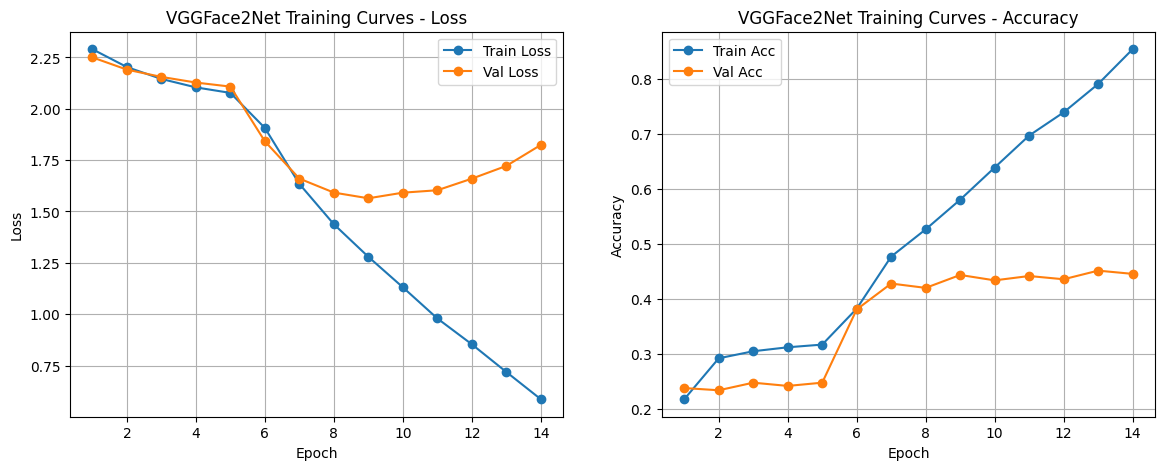 VGGFace2Net Training Curves - Loss
Train Loss
Val Loss
2.25
2.00
1.75
1.50
1.25
1.00
0.75
Loss
2 4 6 8 10 12 14
Epoch
VGGFace2Net Training Curves - Accuracy
Train Acc
Val Acc
0.8
0.7
0.6
0.5
0.4
0.3
0.2
Accuracy
2 4 6 8 10 12 14
Epoch